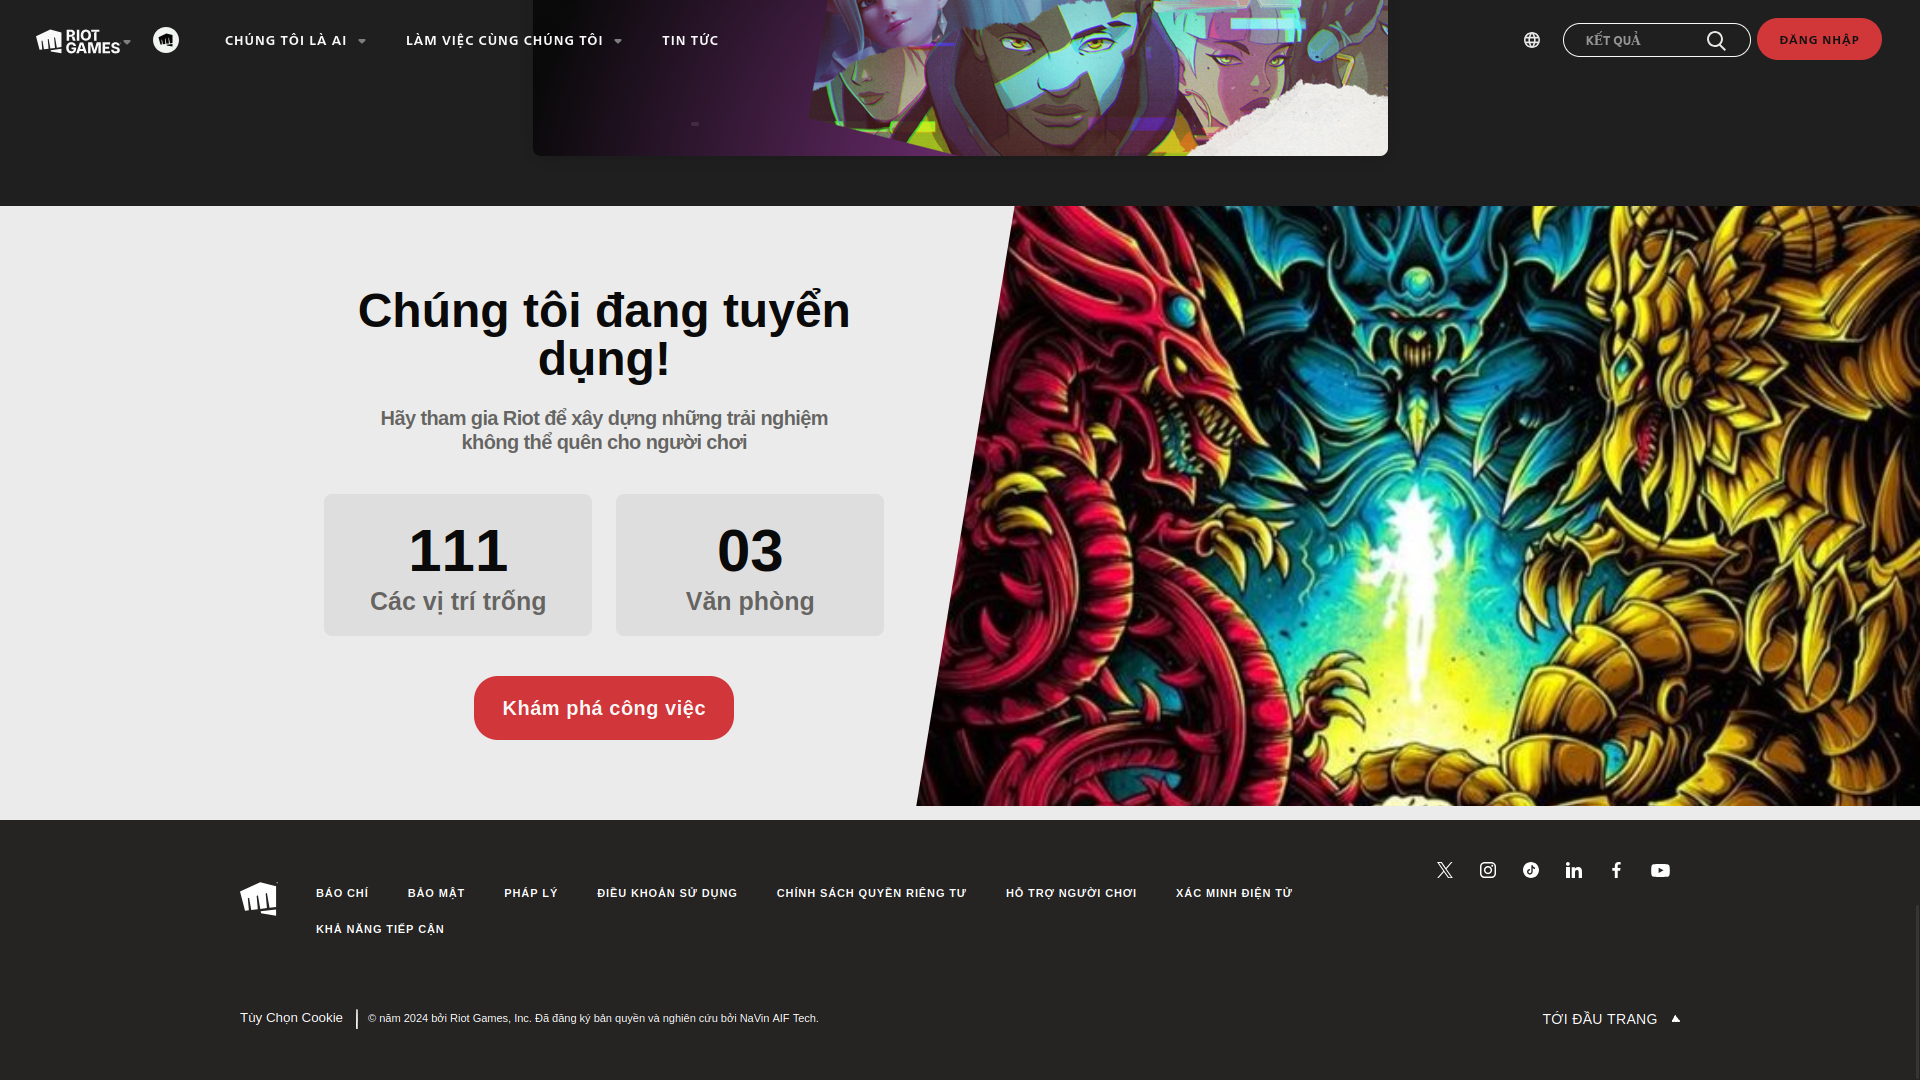 RIOT
GAMES
CHÚNG TÔI LÀ AI
LÀM VIỆC CÙNG CHÚNG TÔI
TIN TỨC
KẾT QUẢ
ĐĂNG NHẬP
Chúng tôi đang tuyển
dụng!
Hãy tham gia Riot để xây dựng những trải nghiệm
không thể quên cho người chơi
111
Các vị trí trống
03
Văn phòng
Khám phá công việc
BÁO CHÍ
BẢO MẬT
PHÁP LÝ
ĐIỀU KHOẢN SỬ DỤNG
CHÍNH SÁCH QUYỀN RIÊNG TƯ
HỖ TRỢ NGƯỜI CHƠI
XÁC MINH ĐIỆN TỬ
KHẢ NĂNG TIẾP CẬN
Tùy Chọn Cookie
© năm 2024 bởi Riot Games, Inc. Đã đăng ký bản quyền và nghiên cứu bởi NaVin AIF Tech.
TỚI ĐẦU TRANG